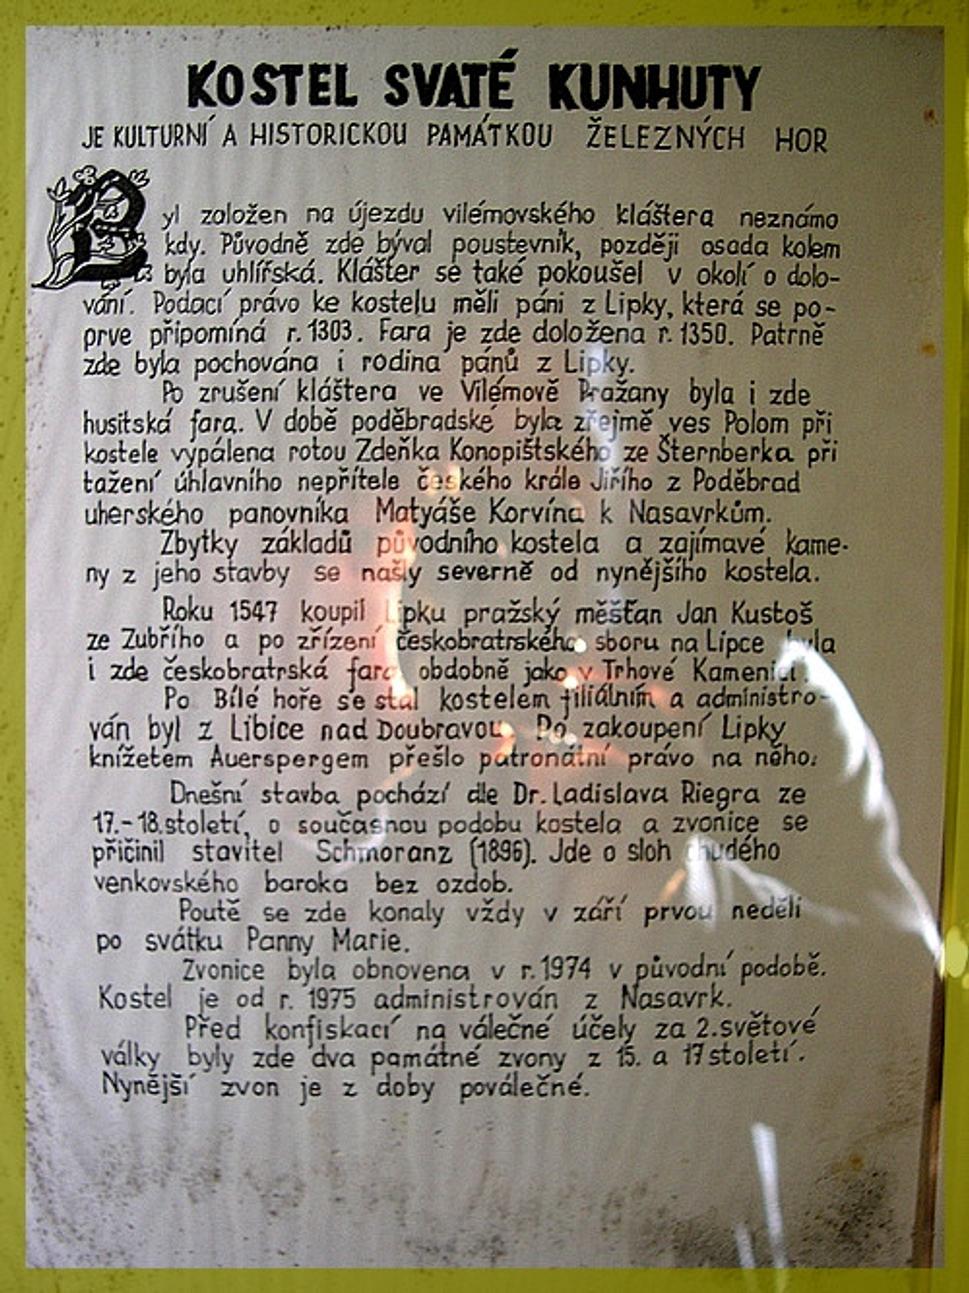 KOSTEL SVATÉ KUNHUTY
JE KULTURNÍ A HISTORICKOU PAMÁTKOU ŽELEZNÝCH HOR
Byl založen na újezdu vilémovského kláštera neznámo
kdy. Původně zde býval poustevník, později osada kolem
byla uhlířská. Klášter se také pokoušel v okolí o dolo-
vání. Podací právo ke kostelu měli páni z Lipky, která se po-
prve připomíná r. 1303. Fara je zde doložena r. 1350. Patrně
zde byla pochována i rodina pánů z Lipky.
Po zrušení kláštera ve Vilémově Pražany byla i zde
husitská fara. V době poděbradské byla zřejmě ves Polom při
kostele vypálena rotou Zdeňka Konopištského ze Šternberka při
tažení úhlavního nepřítele českého krále Jiřího z Poděbrad
uherského panovníka Matyáše Korvína k Nasavrkům.
Zbytky základů původního kostela a zajímavé kame-
ny z jeho stavby se našly severně od nynějšího kostela.
Roku 1547 koupil Lipku pražský měšťan Jan Kustoš
ze Zubřího a po zřízení českobratrského sboru na Lipce byla
i zde českobratrská fara obdobně jako v Trhové Kamenici.
Po Bílé hoře se stal kostelem filiálním a administro-
ván byl z Libice nad Doubravou. Po zakoupení Lipky
knížetem Auerspergem přešlo patronátní právo na něho.
Dnešní stavba pochází dle Dr. Ladislava Riegra ze
17.-18. století, o současnou podobu kostela a zvonice se
přičinil stavitel Schmoranz (1896). Jde o sloh chudého
venkovského baroka bez ozdob.
Poutě se zde konaly vždy v září prvou neděli
po svátku Panny Marie.
Zvonice byla obnovena v r. 1974 v původní podobě.
Kostel je od r. 1975 administrován z Nasavrk.
Před konfiskací na válečné účely za 2. světové
války byly zde dva památné zvony z 15. a 17 století.
Nynější zvon je z doby poválečné.